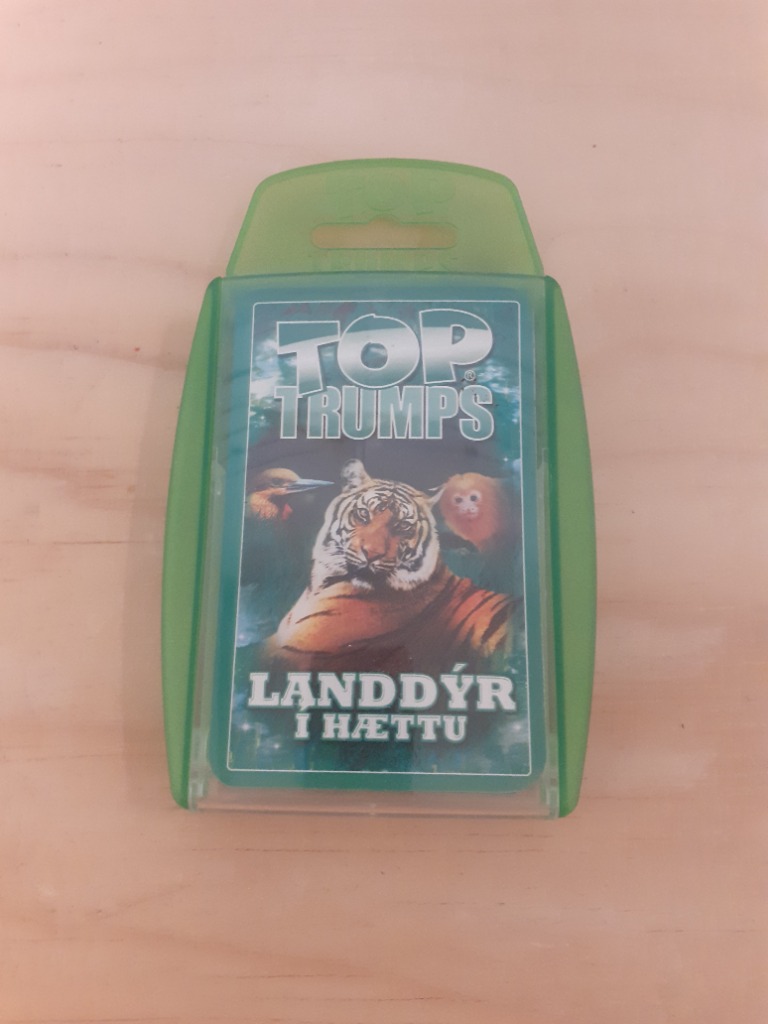 TOP
TRUMPS
LANDDÝR
Í HÆTTU